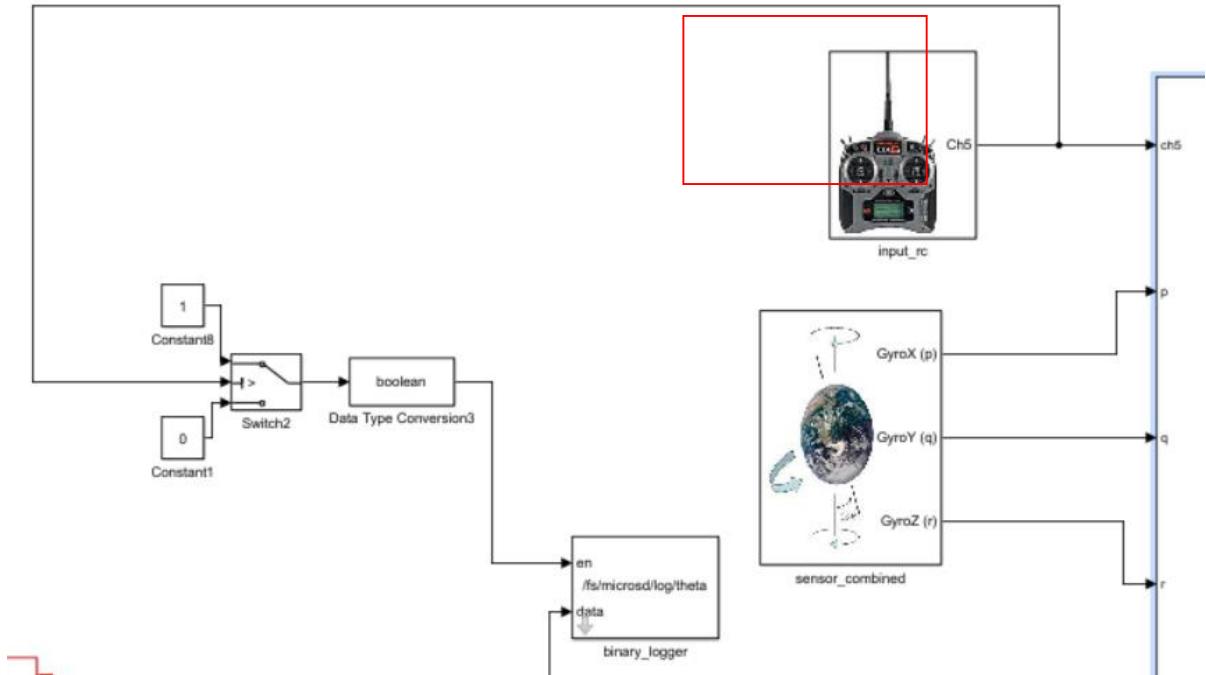 Ch5
ch5
input_rc
p
1
Constant8
GyroX (p)
>
boolean
Switch2
Data Type Conversion3
0
GyroY (q)
q
Constant1
GyroZ (r)
en
/fs/microsd/log/theta
sensor_combined
r
data
binary_logger